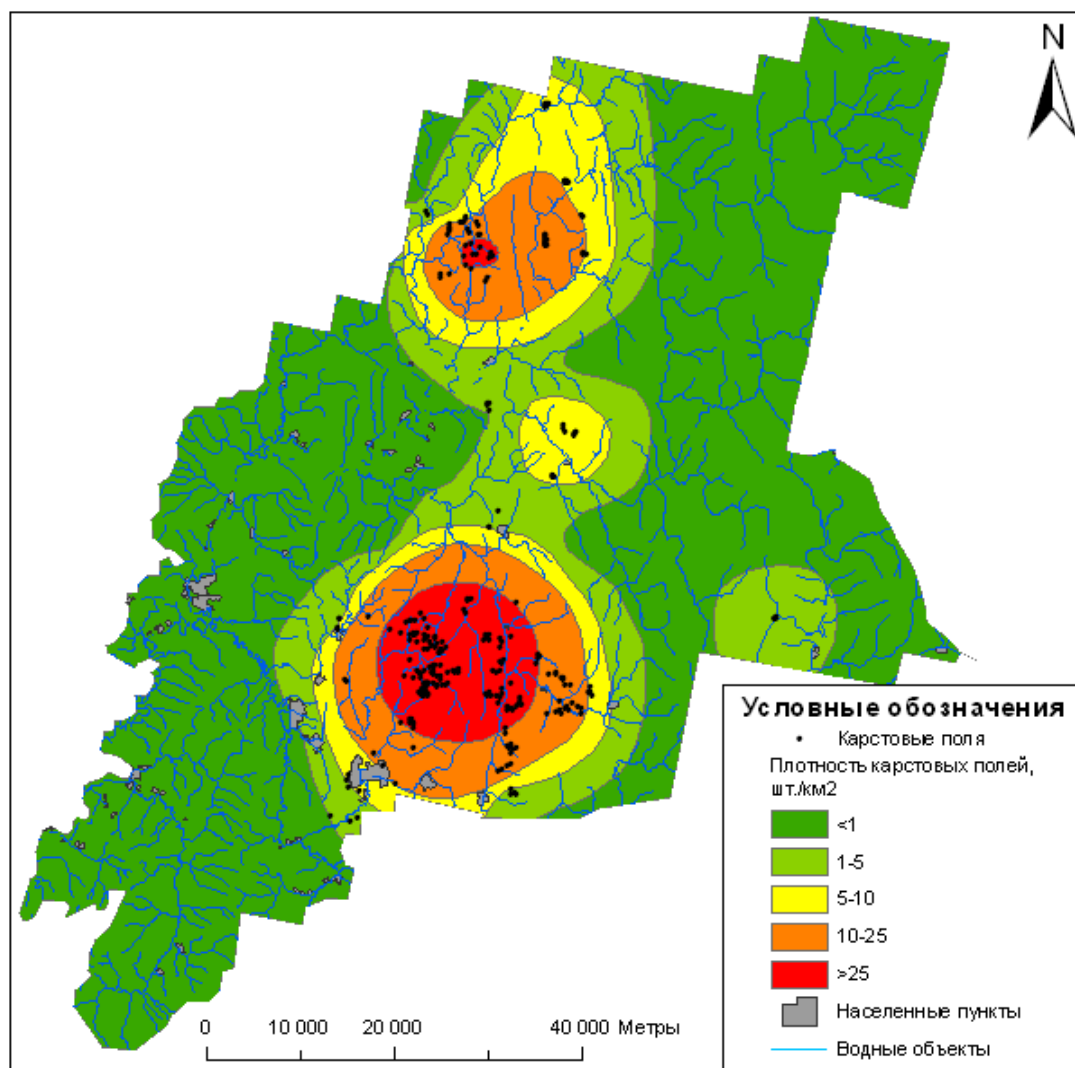 N
Условные обозначения
Карстовые поля
Плотность карстовых полей,
шт./км2
<1
1-5
5-10
10-25
>25
Населенные пункты
Водные объекты
0 10 000 20 000 40 000 Метры